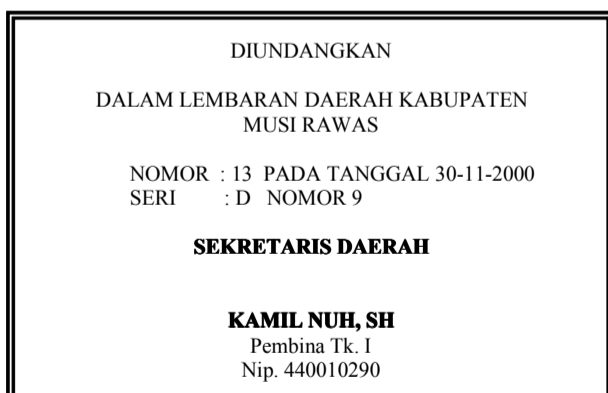 DIUNDANGKAN
DALAM LEMBARAN DAERAH KABUPATEN
MUSI RAWAS
NOMOR : 13 PADA TANGGAL 30-11-2000
SERI : D NOMOR 9
SEKRETARIS DAERAH
KAMIL NUH, SH
Pembina Tk. I
Nip. 440010290